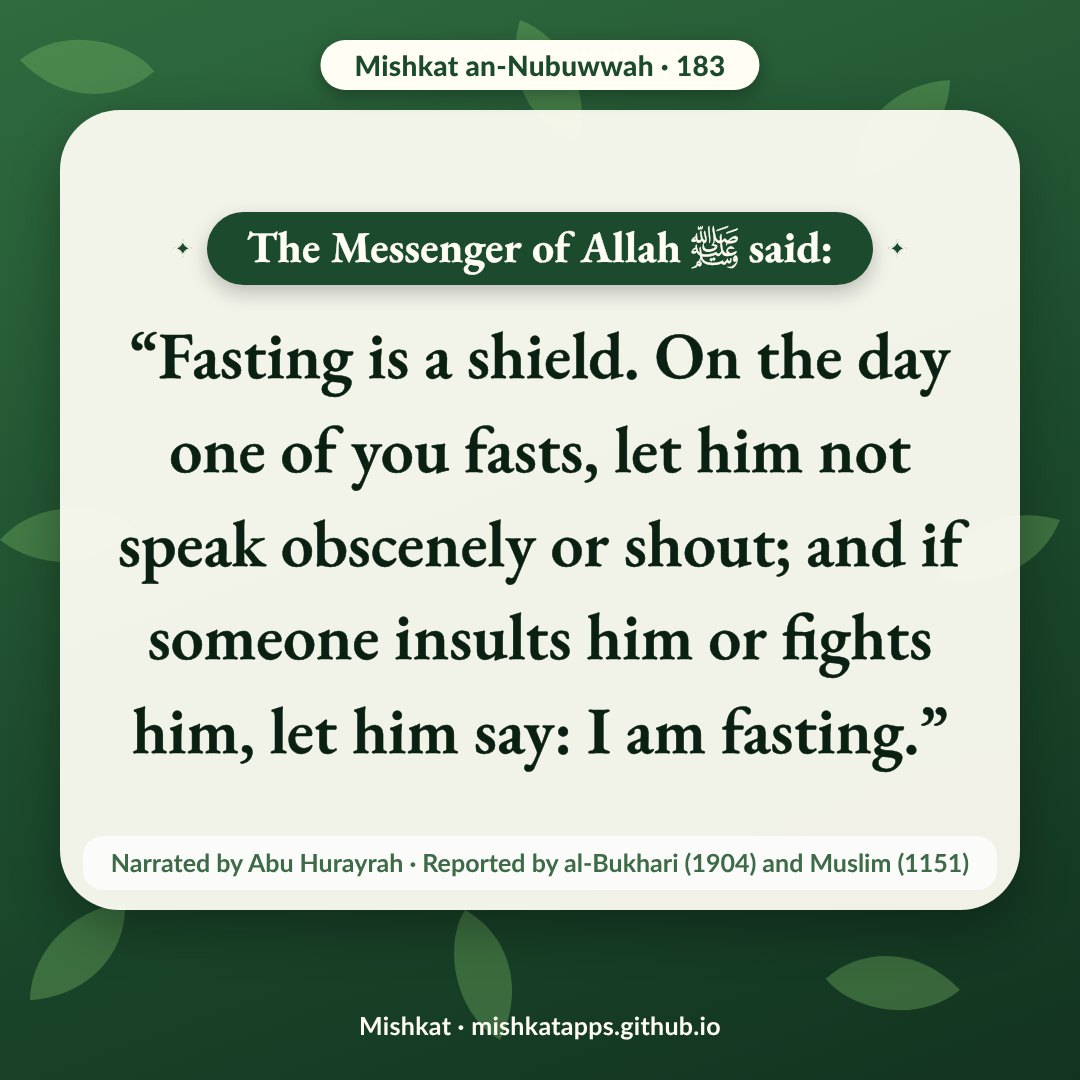 Mishkat an-Nubuwwah · 183
The Messenger of Allah ﷺ said:
“Fasting is a shield. On the day
one of you fasts, let him not
speak obscenely or shout; and if
someone insults him or fights
him, let him say: I am fasting.”
Narrated by Abu Hurayrah · Reported by al-Bukhari (1904) and Muslim (1151)
Mishkat · mishkatapps.github.io